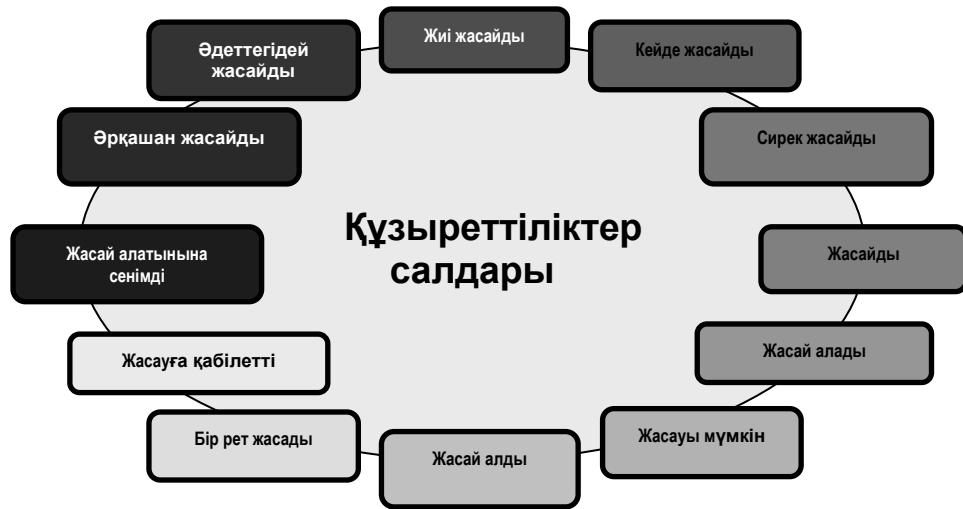 Жиі жасайды
Кейде жасайды
Сирек жасайды
Жасайды
Жасай алады
Жасауы мүмкін
Жасай алды
Бір рет жасады
Жасауға қабілетті
Жасай алатынына
сенімді
Әрқашан жасайды
Әдеттегідей
жасайды
Құзыреттіліктер
салдары